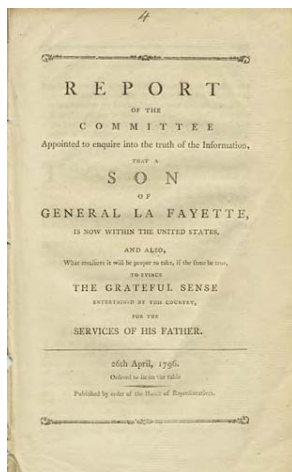 4
REPORT
OF THE
COMMITTEE
Appointed to enquire into the truth of the Information,
THAT A
SON
OF
GENERAL LA FAYETTE,
IS NOW WITHIN THE UNITED STATES,
AND ALSO,
What measures it will be proper to take, if the same be true,
TO EVINCE
THE GRATEFUL SENSE
ENTERTAINED BY THIS COUNTRY,
FOR THE
SERVICES OF HIS FATHER.
26th April, 1796.
Ordered to lie on the table
Published by order of the House of Representatives.